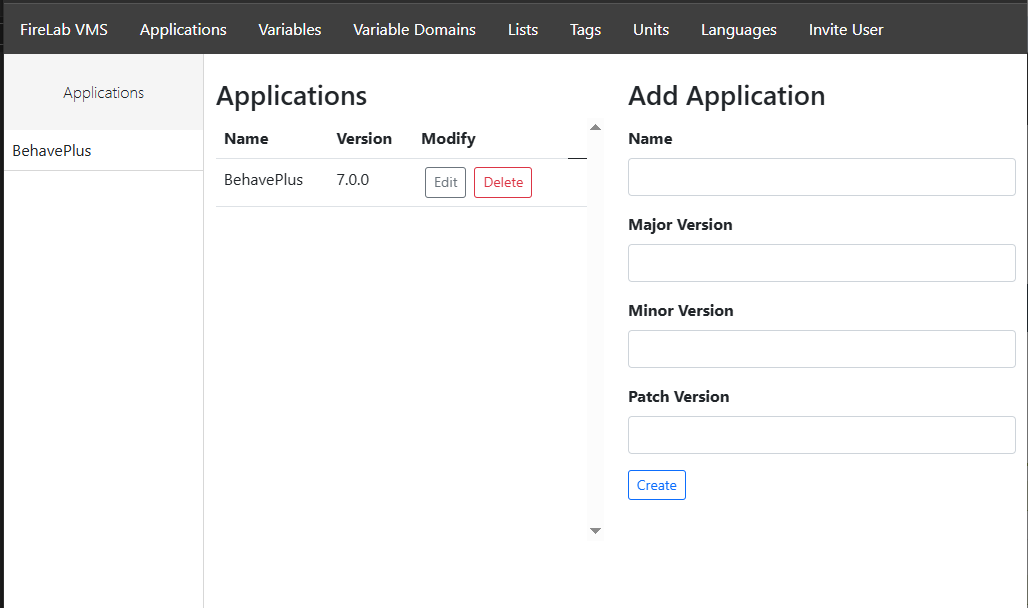 FireLab VMS Applications Variables Variable Domains Lists Tags Units Languages Invite User
Applications
BehavePlus
Applications
Name Version Modify
BehavePlus 7.0.0 Edit Delete
Add Application
Name
Major Version
Minor Version
Patch Version
Create